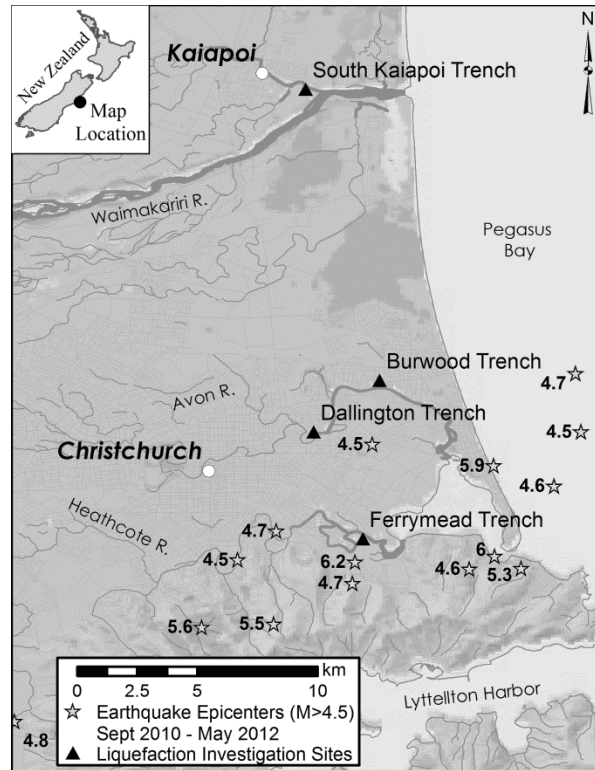 New Zealand
Map
Location
N
Kaiapoi
South Kaiapoi Trench
Waimakariri R.
Pegasus
Bay
Burwood Trench
4.7
Avon R.
Dallington Trench
4.5
4.5
Christchurch
5.9
4.6
Heathcote R.
Ferrymead Trench
4.7
4.5
6.2
4.7
4.6
6
5.3
5.6
5.5
km
0 2.5 5 10
Earthquake Epicenters (M>4.5)
Sept 2010 - May 2012
Liquefaction Investigation Sites
Lyttellton Harbor
4.8